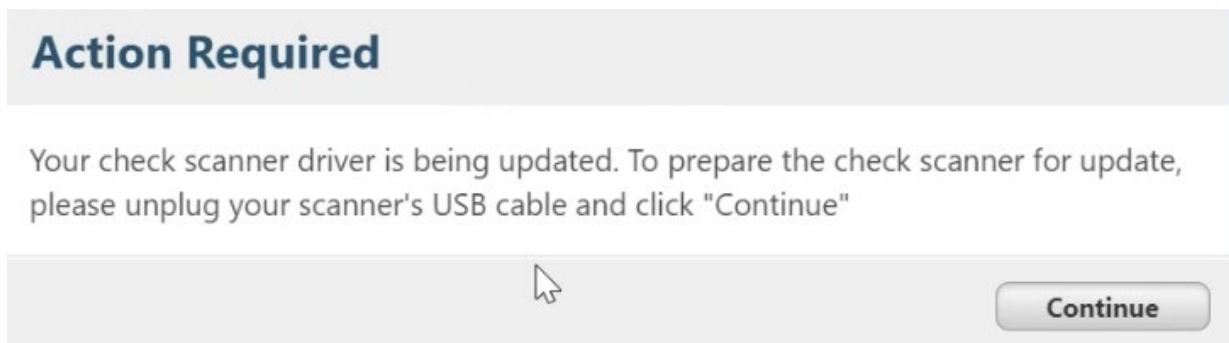 Action Required
Your check scanner driver is being updated. To prepare the check scanner for update,
please unplug your scanner's USB cable and click "Continue"
Continue